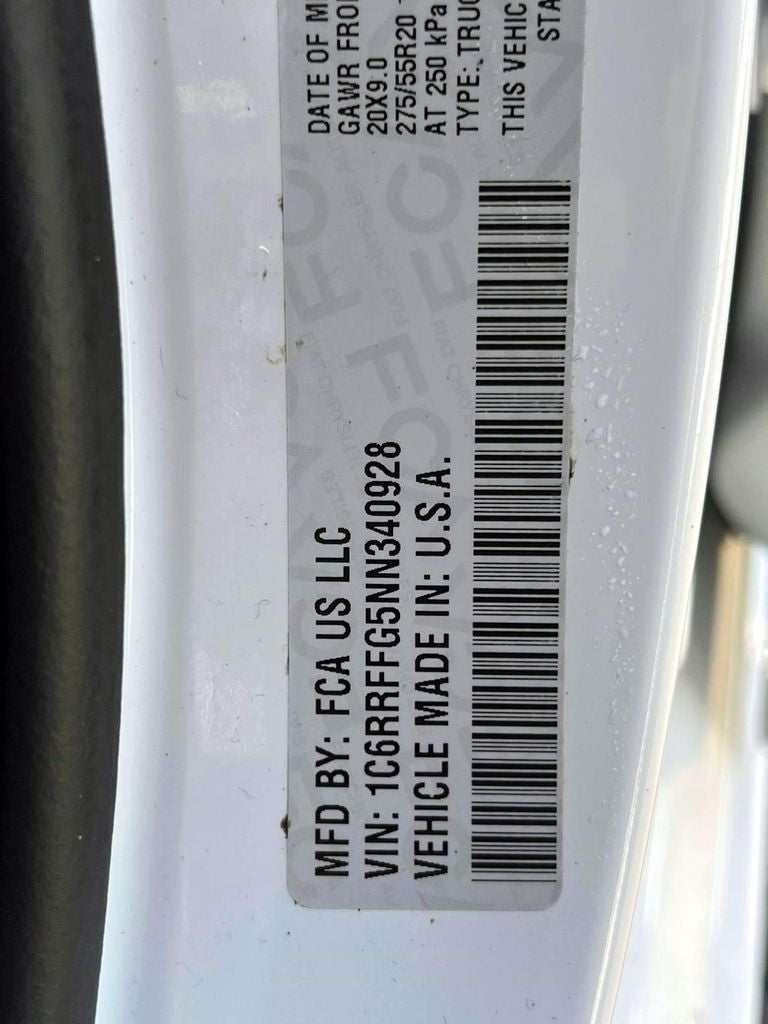 MFD BY: FCA US LLC
VIN: 1C6RRFFG5NN340928
VEHICLE MADE IN: U.S.A.
DATE OF M
GAWR FRO
20X9.0
275/55R20
AT 250 kPa
TYPE: TRUC
THIS VEHIC
STA